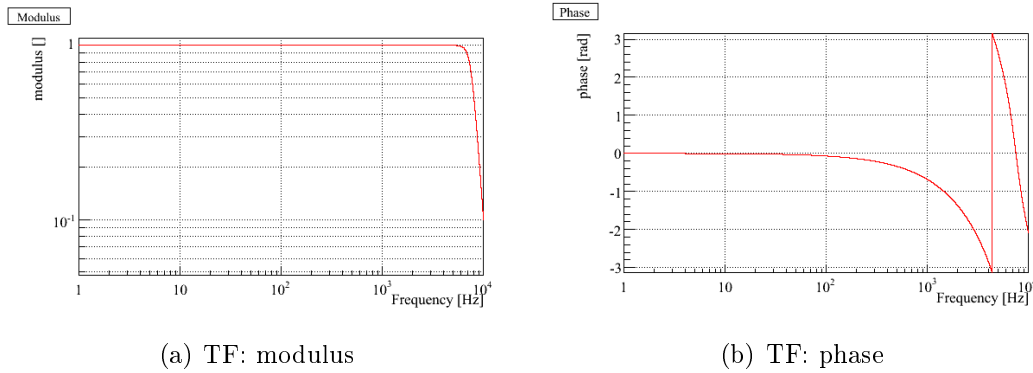 Modulus
modulus []
1
10⁻¹
1
10
10²
10³
10⁴
Frequency [Hz]
(a) TF: modulus
Phase
phase [rad]
3
2
1
0
-1
-2
-3
1
10
10²
10³
10
Frequency [Hz]
(b) TF: phase